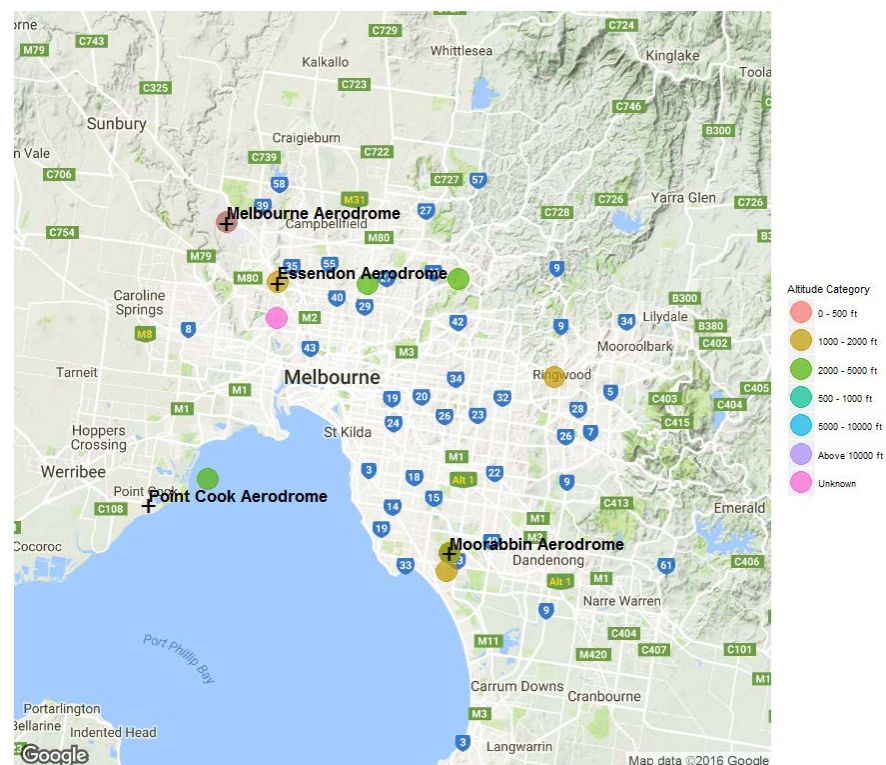 C729
C724
orne
M79
C743
Whittlesea
Kinglake
Kalkallo
Toola
C325
C723
C746
Sunbury
B300
Craigieburn
n Vale
C739
C722
C706
58
C727
57
M31
C726
Yarra Glen
C726
39
27
C728
Melbourne Aerodrome
Campbellfield
C754
M80
M79
35
55
9
M80
Essendon Aerodrome
Caroline
Springs
40
29
B300
M2
42
9
34
Lilydale
B380
M8
8
43
M3
Mooroolbark
C402
Tarneit
Melbourne
34
Ringwood
M1
19
20
32
5
C405
M1
26
23
28
C403
C404
Hoppers
Crossing
St Kilda
24
26
7
C415
Werribee
M1
3
18
Alt 1
22
9
Point Cook
Point Cook Aerodrome
15
C108
14
C413
Emerald
M1
19
M3
Cocoroc
Moorabbin Aerodrome
33
Dandenong
61
C406
Alt 1
M1
9
Narre Warren
Port Phillip
Bay
M11
C404
C407
C101
M420
M1
Carrum Downs
Cranbourne
Portarlington
Bellarine
Indented Head
M3
3
Langwarrin
Google
Map data ©2016 Google
Altitude Category
0 - 500 ft
1000 - 2000 ft
2000 - 5000 ft
500 - 1000 ft
5000 - 10000 ft
Above 10000 ft
Unknown